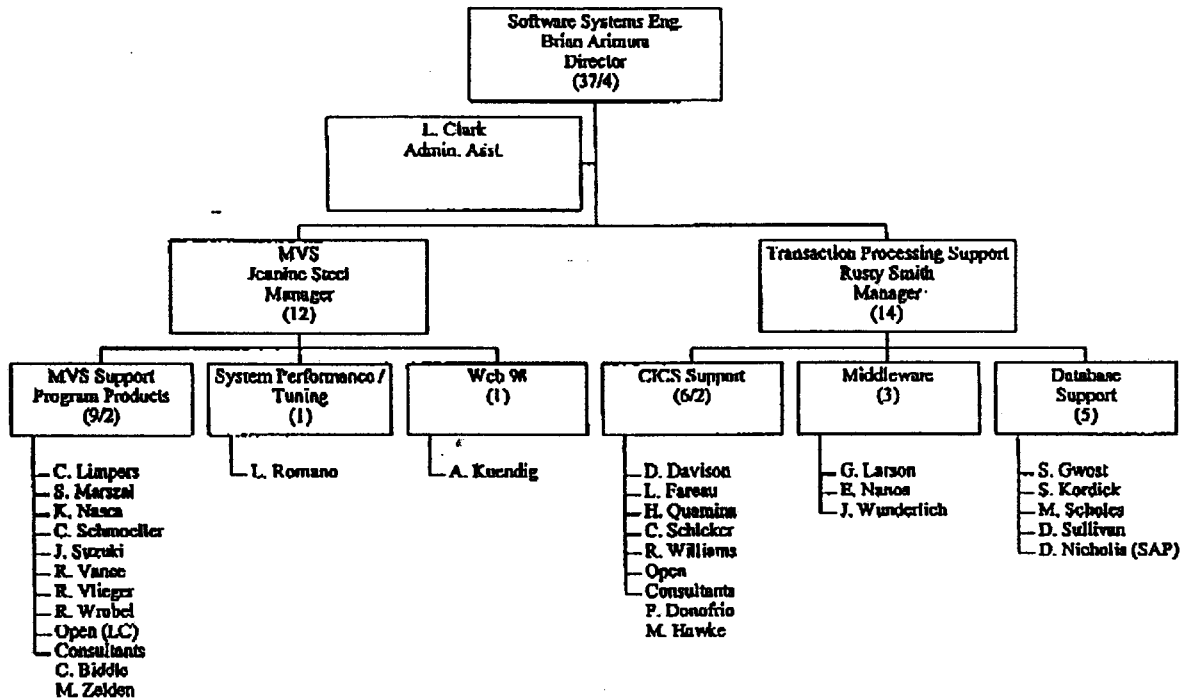 Software Systems Eng.
Brian Arimura
Director
(37/4)
L. Clark
Admin. Asst.
MVS
Jeanine Steel
Manager
(12)
Transaction Processing Support
Rusty Smith
Manager
(14)
MVS Support
Program Products
(9/2)
System Performance /
Tuning
(1)
Web 98
(1)
CICS Support
(6/2)
Middleware
(3)
Database
Support
(5)
C. Limpers
S. Marszal
K. Nasca
C. Schmoeller
J. Suzuki
R. Vance
R. Vlieger
R. Wrobel
Open (LC)
Consultants
C. Biddle
M. Zelden
L. Romano
A. Kuendig
D. Davison
L. Fareau
H. Quamina
C. Schicker
R. Williams
Open
Consultants
P. Donofrio
M. Hawke
G. Larson
E. Nanos
J. Wunderlich
S. Gwost
S. Kordick
M. Scholes
D. Sullivan
D. Nicholis (SAP)